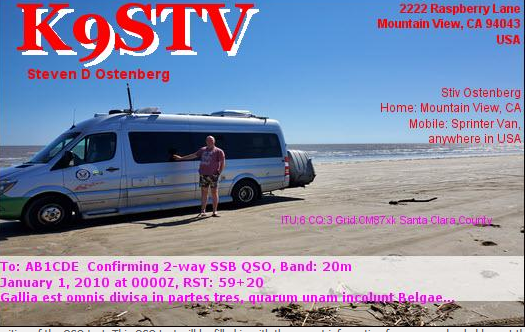 K9STV
Steven D Ostenberg
2222 Raspberry Lane
Mountain View, CA 94043
USA
Stiv Ostenberg
Home: Mountain View, CA
Mobile: Sprinter Van,
anywhere in USA
ITU:6 CQ:3 Grid:CM87xk Santa Clara County
To: AB1CDE Confirming 2-way SSB QSO, Band: 20m
January 1, 2010 at 0000Z, RST: 59+20
Gallia est omnis divisa in partes tres, quarum unam incolunt Belgae...